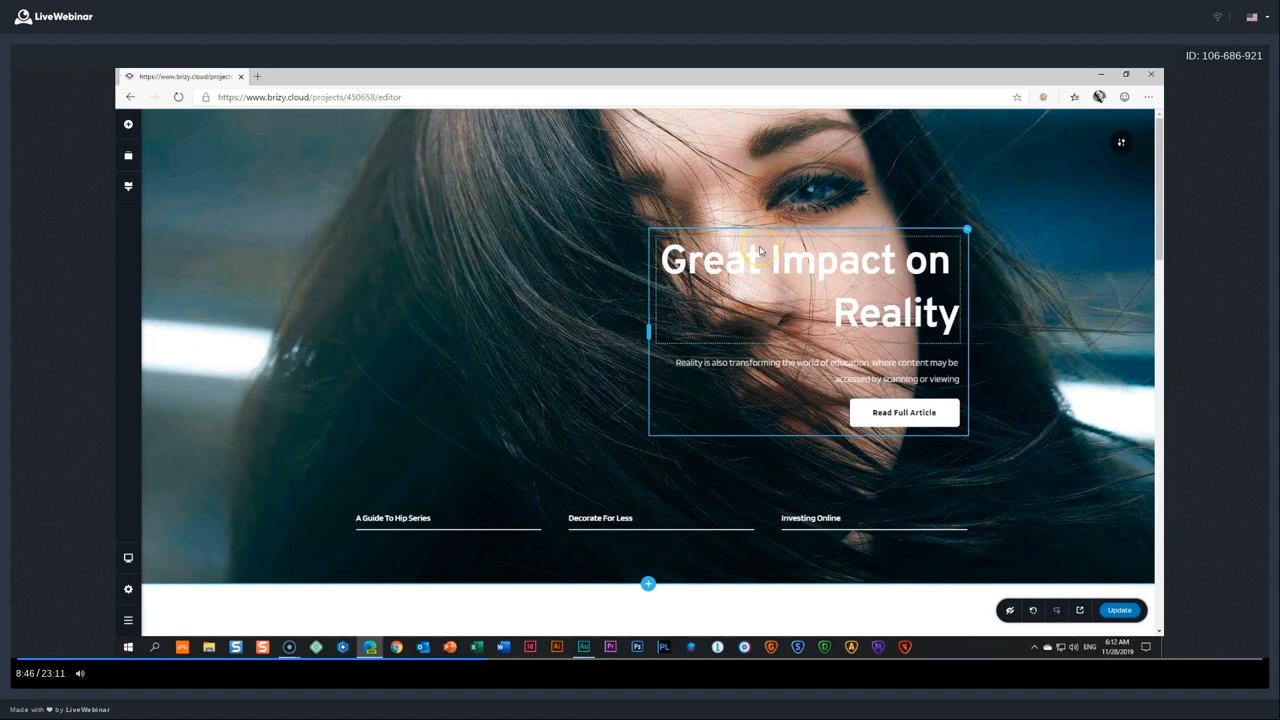 LiveWebinar
ID: 106-686-921
https://www.brizy.cloud/projects
https://www.brizy.cloud/projects/450658/editor
Great Impact on
Reality
Reality is also transforming the world of education, where content may be
accessed by scanning or viewing
Read Full Article
A Guide To Hip Series
Decorate For Less
Investing Online
Update
ENG
6:12 AM
11/28/2019
8:46 / 23:11
Made with ❤ by LiveWebinar